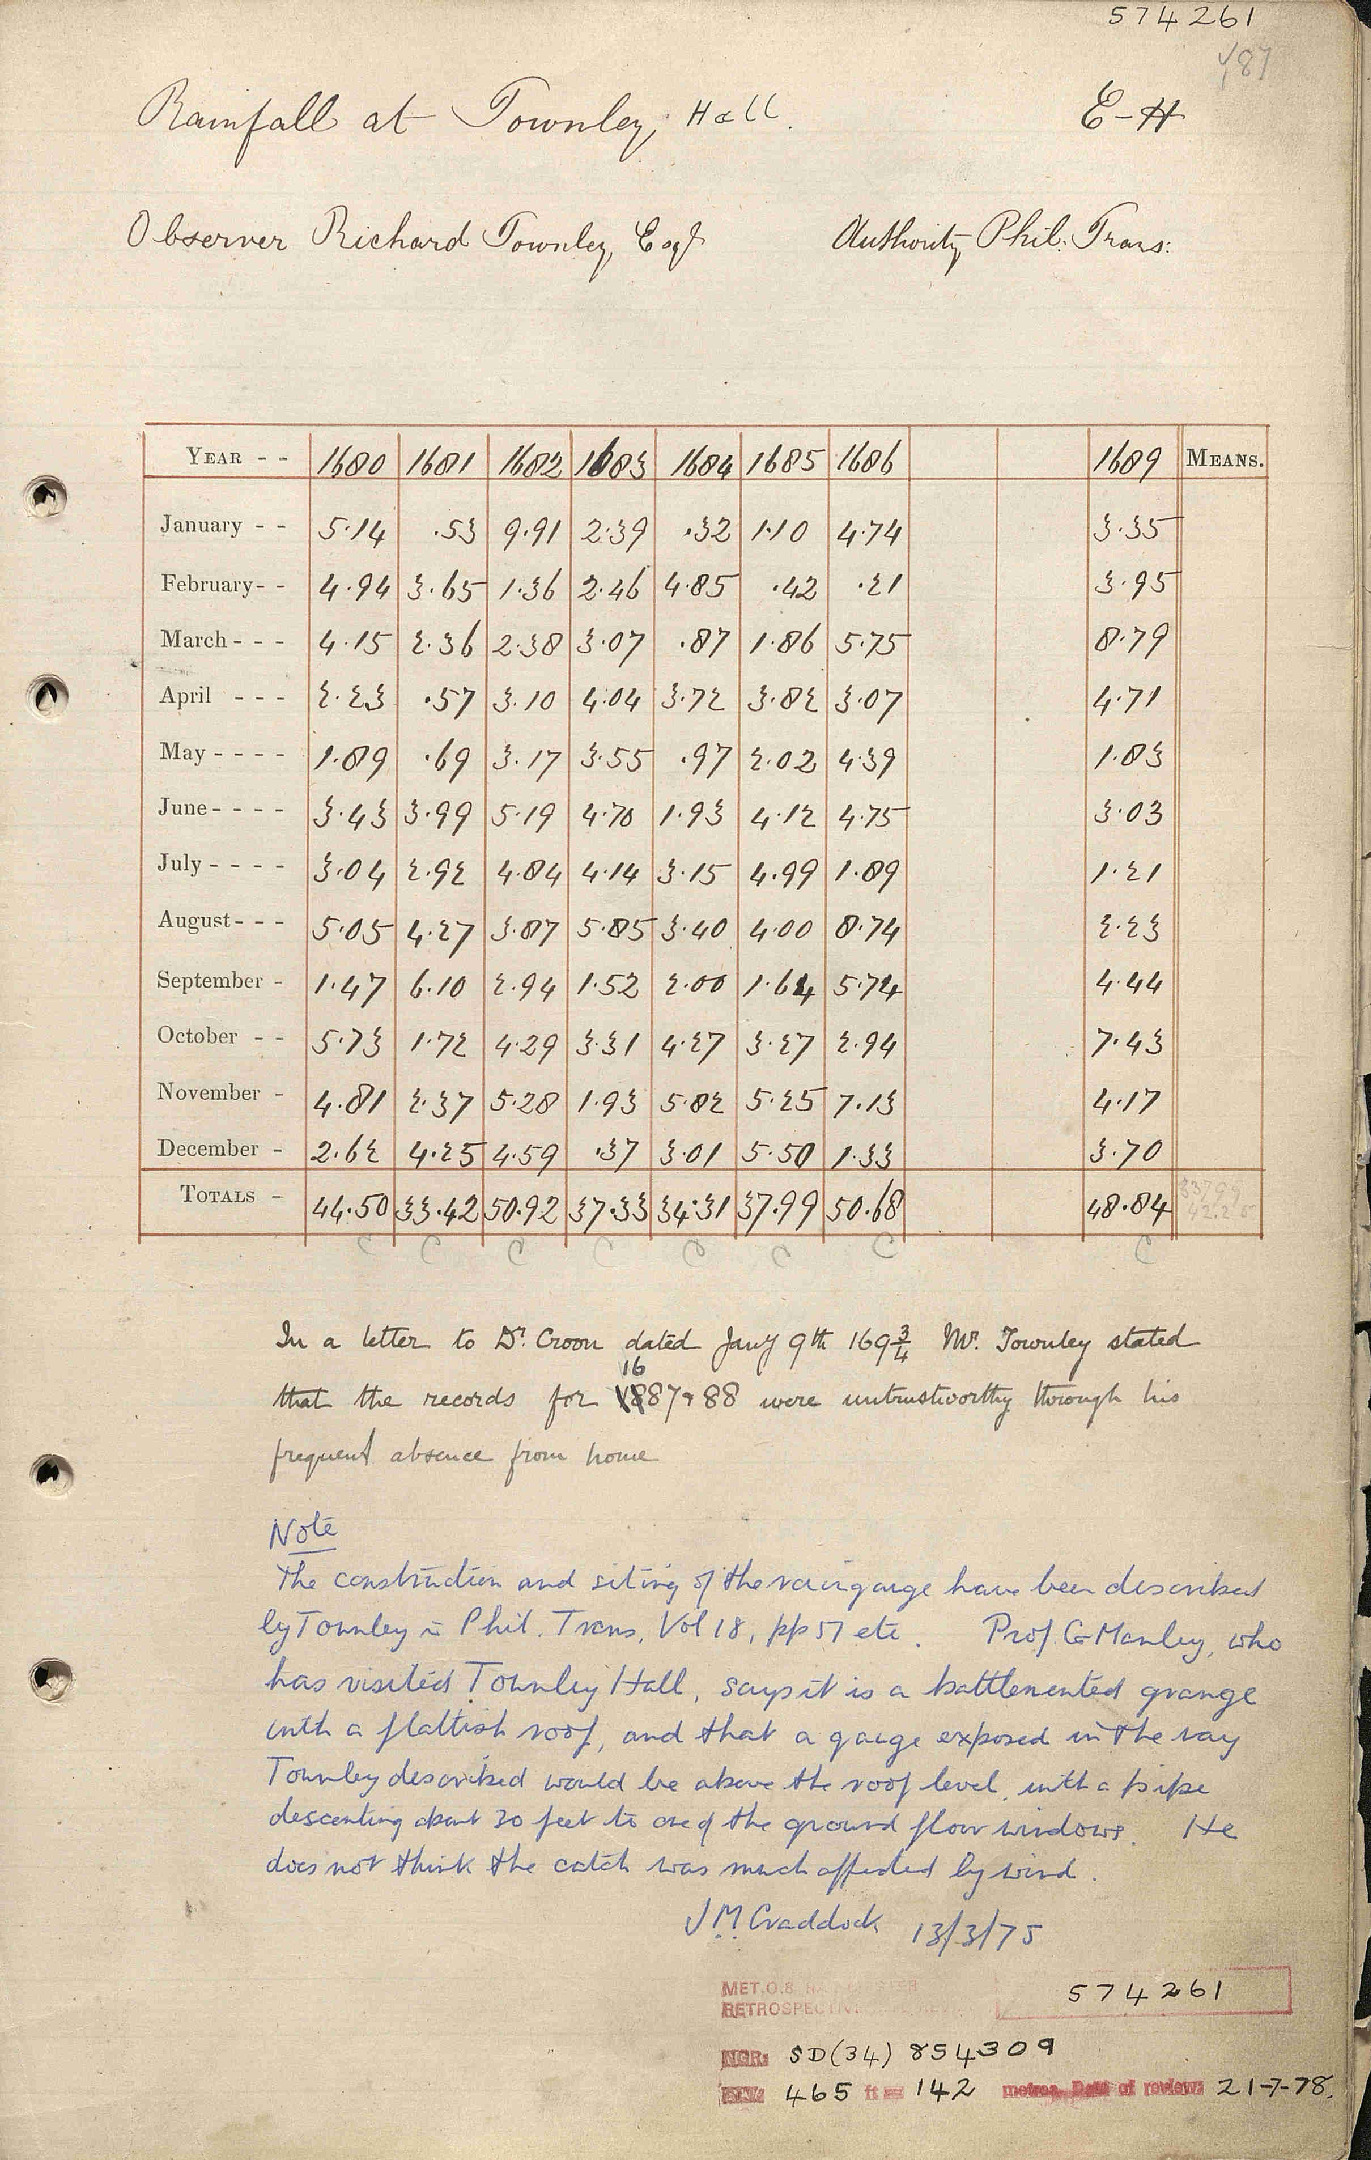 574261
487
Rainfall at Townley Hall.
E-H
Observer Richard Townley, Esqr
Authority Phil: Trans:
YEAR - - 1680 1681 1682 1683 1684 1685 1686 1689 MEANS.
January - - 5.14 .53 9.91 2.39 .32 1.10 4.74 3.35
February - - 4.94 3.65 1.36 2.46 4.85 .42 .21 3.95
March - - - 4.15 2.36 2.38 3.07 .87 1.86 5.75 8.79
April - - - 2.23 .57 3.10 4.04 3.72 3.82 3.07 4.71
May - - - - 1.89 .69 3.17 3.55 .97 2.02 4.39 1.83
June - - - - 3.43 3.99 5.19 4.70 1.93 4.12 4.75 3.03
July - - - - 3.04 2.92 4.84 4.14 3.15 4.99 1.89 1.21
August - - - 5.05 4.27 3.87 5.85 3.40 4.00 8.74 2.23
September - 1.47 6.10 2.94 1.52 2.00 1.64 5.74 4.44
October - - 5.73 1.72 4.29 3.31 4.27 3.27 2.94 7.43
November - 4.81 2.37 5.28 1.93 5.82 5.25 7.13 4.17
December - 2.62 4.25 4.59 .37 3.01 5.50 1.33 3.70
TOTALS - 44.50 33.42 50.92 37.33 34.31 37.99 50.68 48.84
C C C C C C C C
In a letter to Dr. Croon dated Jany 9th 169 3/4 Mr. Townley stated
that the records for 1687 & 88 were untrustworthy through his
frequent absence from home
Note
The construction and siting of the raingauge have been described
by Townley in Phil. Trans, Vol 18, pp 51 etc. Prof. G Manley, who
has visited Townley Hall, says it is a battlemented grange
with a flattish roof, and that a gauge exposed in the way
Townley described would be above the roof level, with a pipe
descenting about 30 feet to one of the ground floor windows. He
does not think the catch was much affected by wind.
J.M. Craddock 13/3/75
MET.O.8.
RETROSPECTIVE
574261
NGR: SD(34) 854309
465 ft = 142 metres. Date of review: 21-7-78.